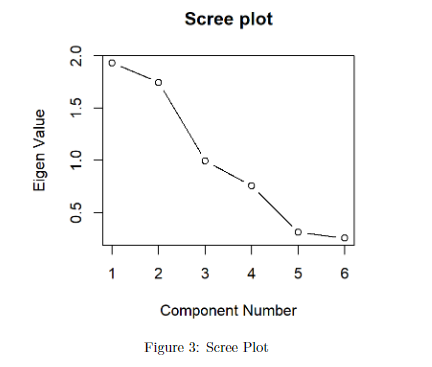 Scree plot
2.0
1.5
1.0
0.5
Eigen Value
1 2 3 4 5 6
Component Number
Figure 3: Scree Plot